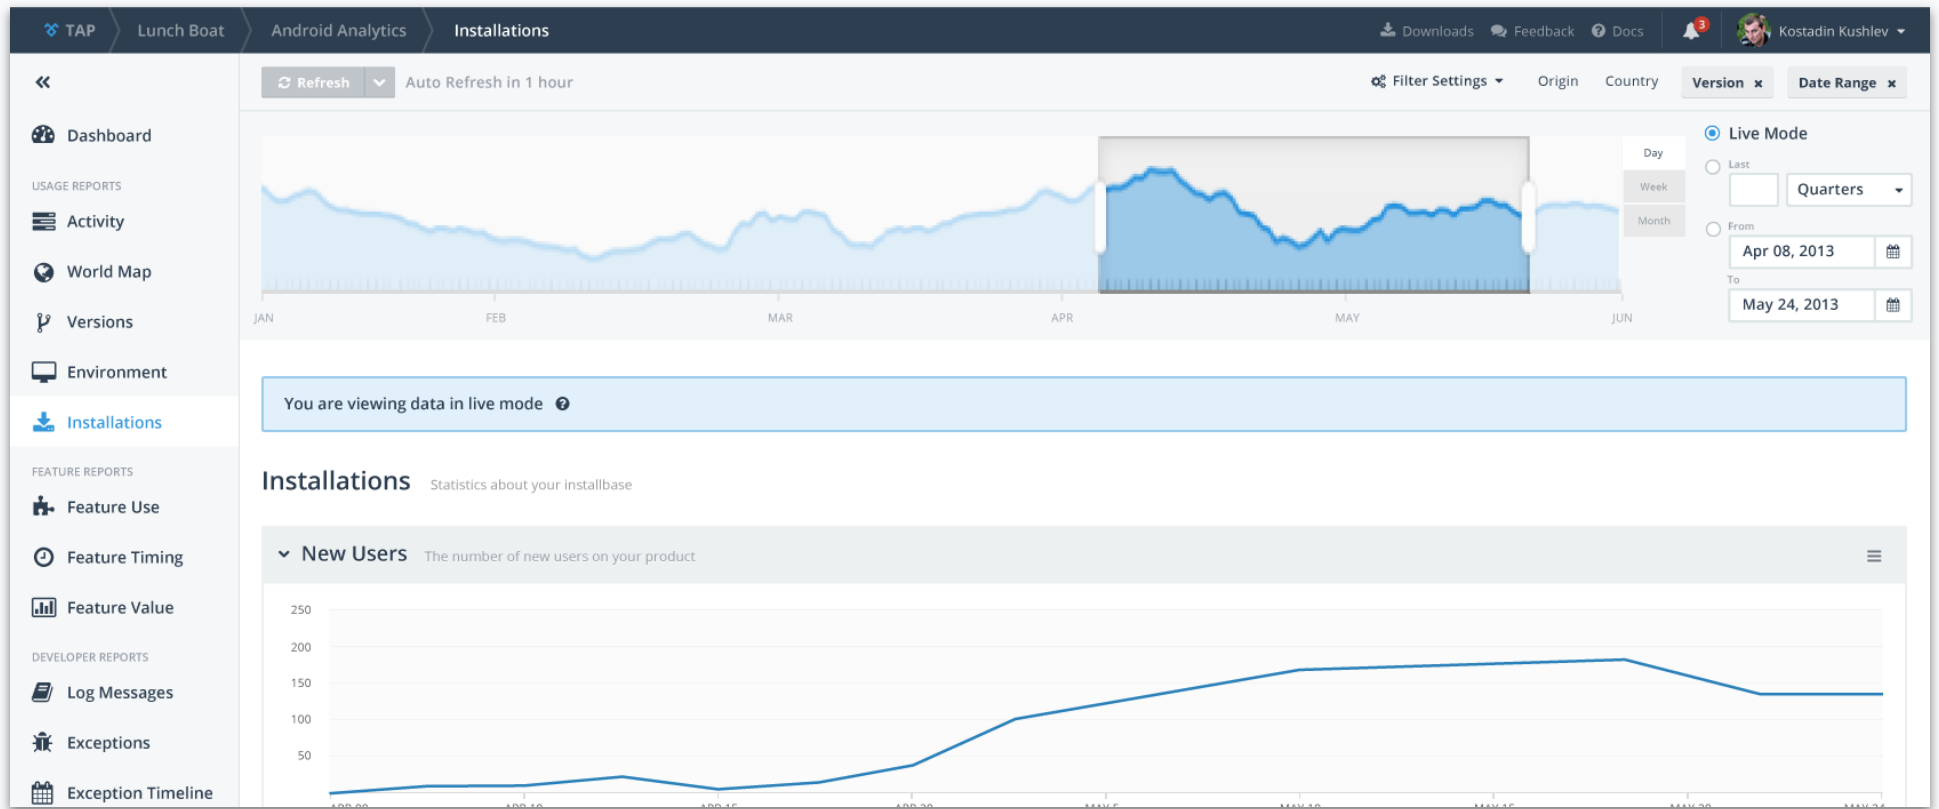 TAP Lunch Boat Android Analytics Installations Downloads Feedback Docs 3 Kostadin Kushlev
Refresh Auto Refresh in 1 hour Filter Settings Origin Country Version × Date Range ×
Dashboard
USAGE REPORTS
Activity
World Map
Versions
Environment
Installations
FEATURE REPORTS
Feature Use
Feature Timing
Feature Value
DEVELOPER REPORTS
Log Messages
Exceptions
Exception Timeline
Day
Week
Month
JAN FEB MAR APR MAY JUN
Live Mode
Last
Quarters
From
Apr 08, 2013
To
May 24, 2013
You are viewing data in live mode
Installations Statistics about your installbase
New Users The number of new users on your product
250
200
150
100
50